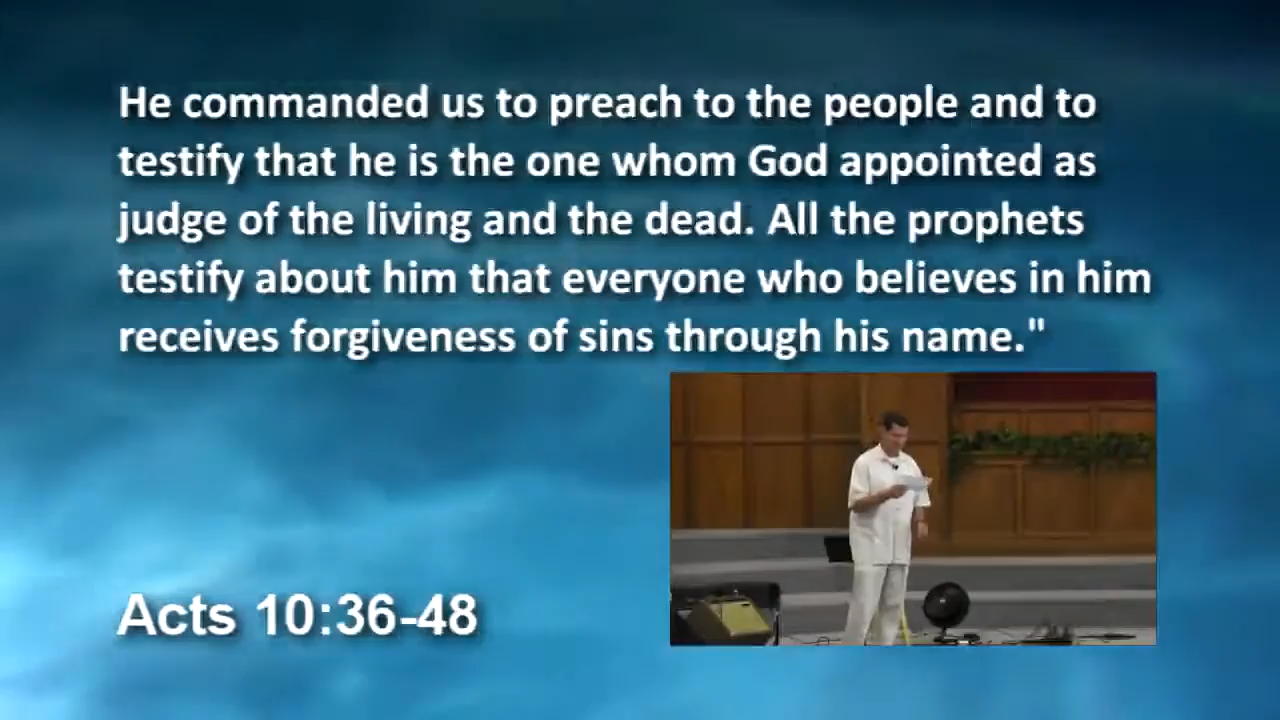 He commanded us to preach to the people and to
testify that he is the one whom God appointed as
judge of the living and the dead. All the prophets
testify about him that everyone who believes in him
receives forgiveness of sins through his name."
Acts 10:36-48